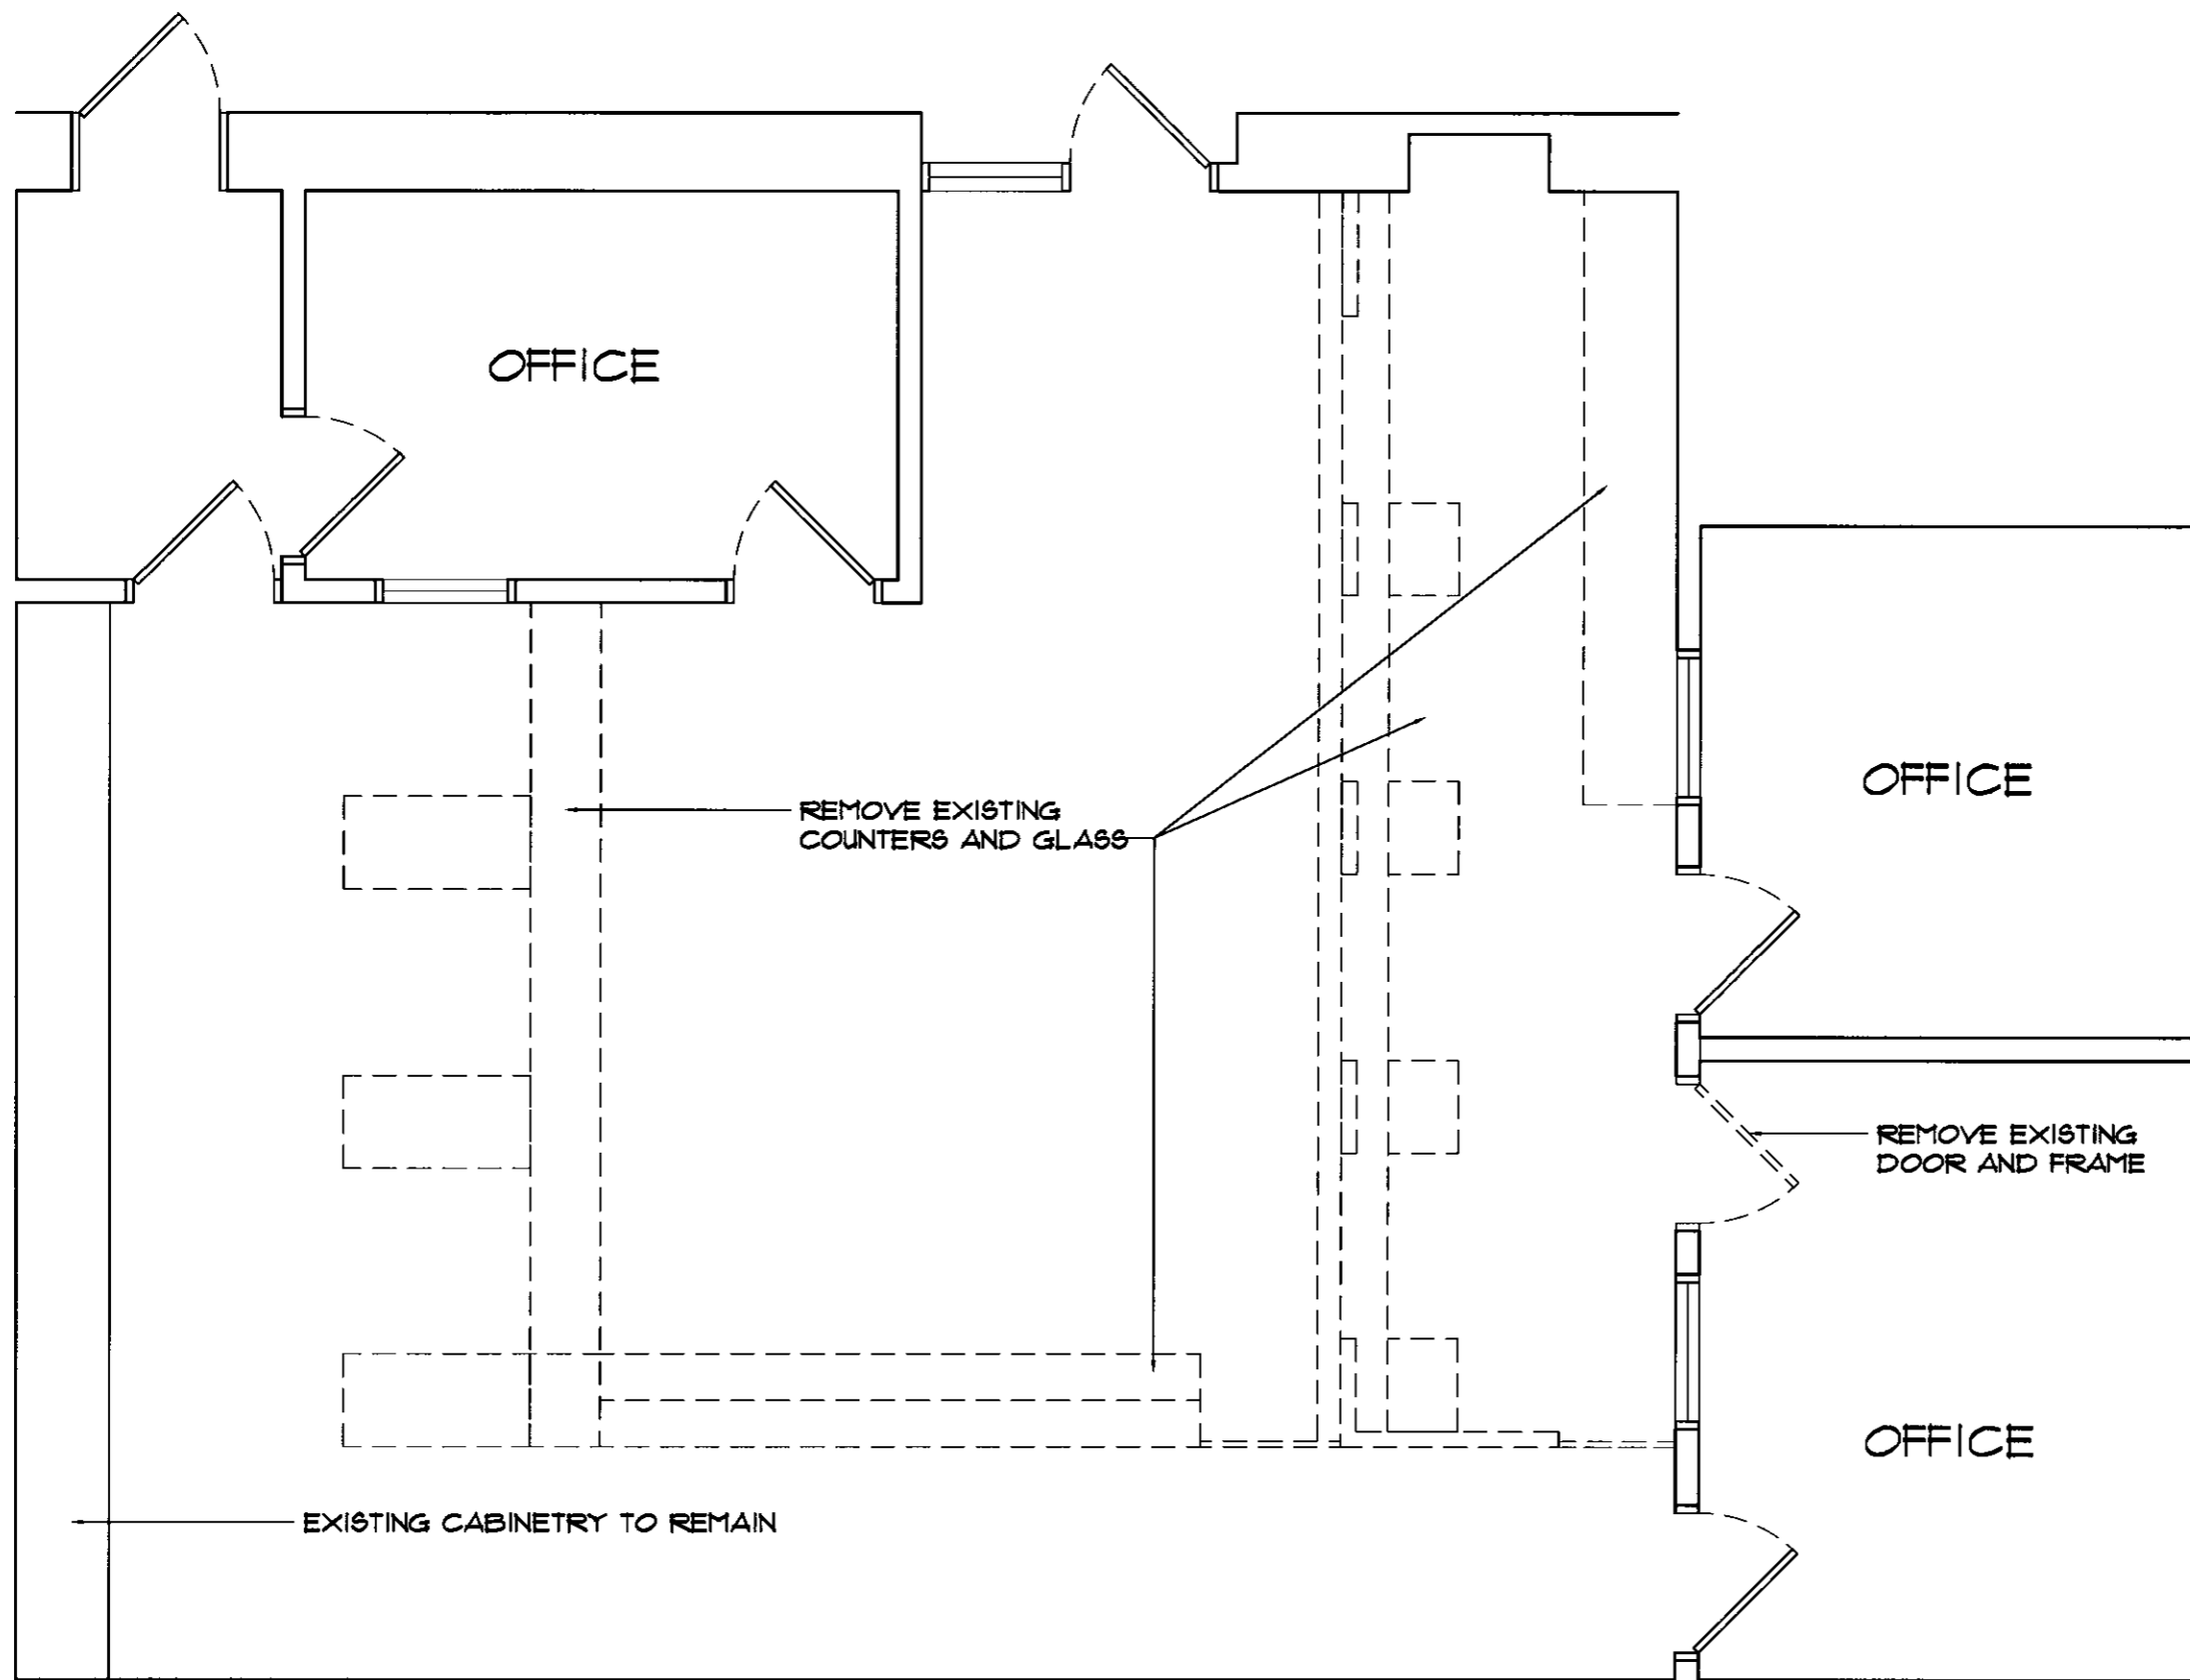 OFFICE
OFFICE
REMOVE EXISTING
COUNTERS AND GLASS
REMOVE EXISTING
DOOR AND FRAME
OFFICE
EXISTING CABINETRY TO REMAIN